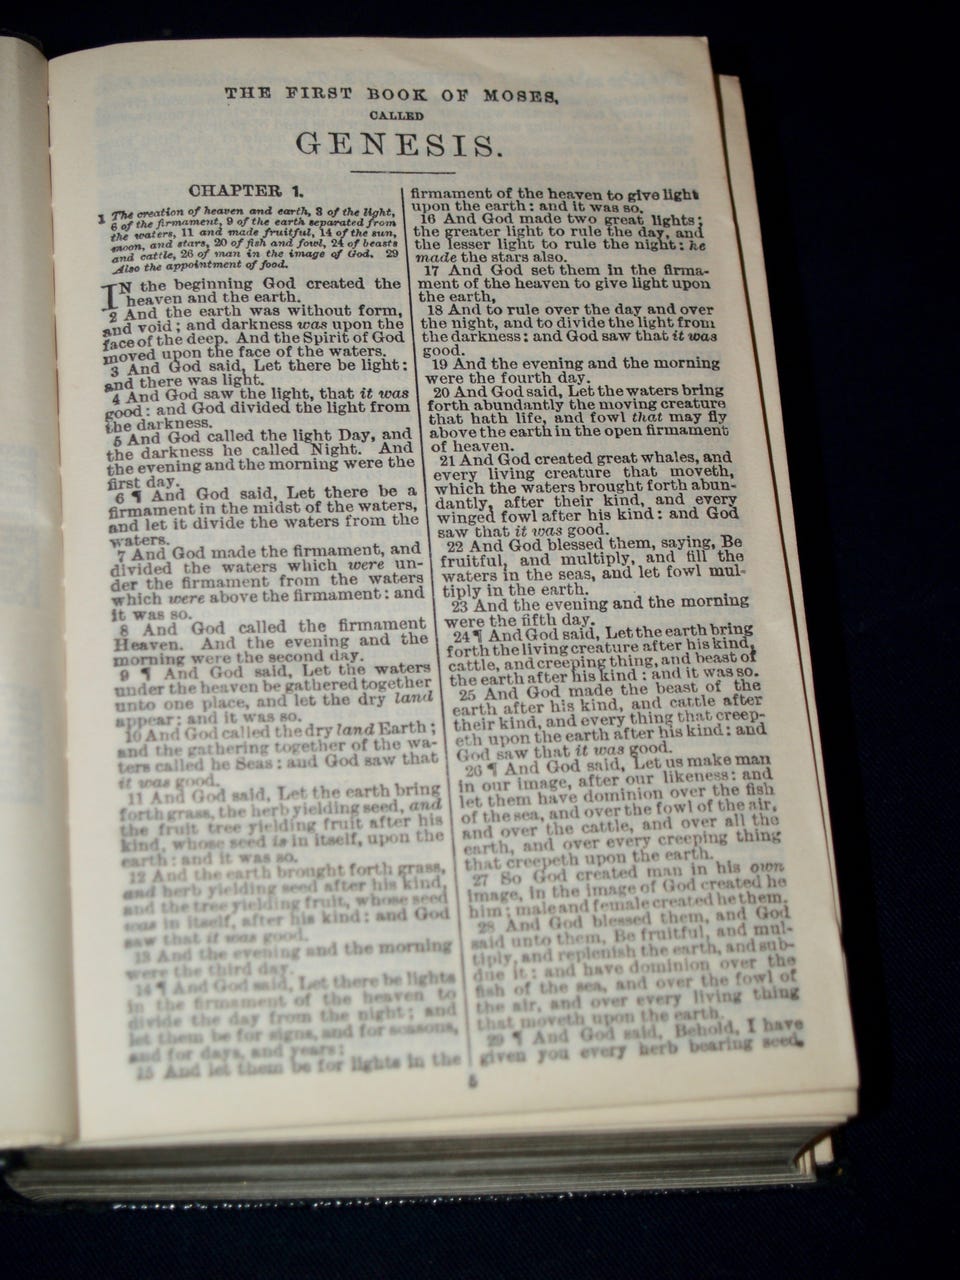 THE FIRST BOOK OF MOSES,
CALLED
GENESIS.
CHAPTER 1.
1 The creation of heaven and earth, 3 of the light,
6 of the firmament, 9 of the earth separated from
the waters, 11 and made fruitful, 14 of the sun,
moon, and stars, 20 of fish and fowl, 24 of beasts
and cattle, 26 of man in the image of God. 29
Also the appointment of food.
IN the beginning God created the
heaven and the earth.
2 And the earth was without form,
and void; and darkness was upon the
face of the deep. And the Spirit of God
moved upon the face of the waters.
3 And God said, Let there be light:
and there was light.
4 And God saw the light, that it was
good: and God divided the light from
the darkness.
5 And God called the light Day, and
the darkness he called Night. And
the evening and the morning were the
first day.
6 ¶ And God said, Let there be a
firmament in the midst of the waters,
and let it divide the waters from the
waters.
7 And God made the firmament, and
divided the waters which were un-
der the firmament from the waters
which were above the firmament: and
it was so.
8 And God called the firmament
Heaven. And the evening and the
morning were the second day.
9 ¶ And God said, Let the waters
under the heaven be gathered together
unto one place, and let the dry land
appear: and it was so.
10 And God called the dry land Earth;
and the gathering together of the wa-
ters called he Seas: and God saw that
it was good.
11 And God said, Let the earth bring
forth grass, the herb yielding seed, and
the fruit tree yielding fruit after his
kind, whose seed is in itself, upon the
earth: and it was so.
12 And the earth brought forth grass,
and herb yielding seed after his kind,
and the tree yielding fruit, whose seed
was in itself, after his kind: and God
saw that it was good.
13 And the evening and the morning
were the third day.
14 ¶ And God said, Let there be lights
in the firmament of the heaven to
divide the day from the night; and
let them be for signs, and for seasons,
and for days, and years:
15 And let them be for lights in the
firmament of the heaven to give light
upon the earth: and it was so.
16 And God made two great lights;
the greater light to rule the day, and
the lesser light to rule the night: he
made the stars also.
17 And God set them in the firma-
ment of the heaven to give light upon
the earth,
18 And to rule over the day and over
the night, and to divide the light from
the darkness: and God saw that it was
good.
19 And the evening and the morning
were the fourth day.
20 And God said, Let the waters bring
forth abundantly the moving creature
that hath life, and fowl that may fly
above the earth in the open firmament
of heaven.
21 And God created great whales, and
every living creature that moveth,
which the waters brought forth abun-
dantly, after their kind, and every
winged fowl after his kind: and God
saw that it was good.
22 And God blessed them, saying, Be
fruitful, and multiply, and fill the
waters in the seas, and let fowl mul-
tiply in the earth.
23 And the evening and the morning
were the fifth day.
24 ¶ And God said, Let the earth bring
forth the living creature after his kind,
cattle, and creeping thing, and beast of
the earth after his kind: and it was so.
25 And God made the beast of the
earth after his kind, and cattle after
their kind, and every thing that creep-
eth upon the earth after his kind: and
God saw that it was good.
26 ¶ And God said, Let us make man
in our image, after our likeness: and
let them have dominion over the fish
of the sea, and over the fowl of the air,
and over the cattle, and over all the
earth, and over every creeping thing
that creepeth upon the earth.
27 So God created man in his own
image, in the image of God created he
him; male and female created he them.
28 And God blessed them, and God
said unto them, Be fruitful, and mul-
tiply, and replenish the earth, and sub-
due it: and have dominion over the
fish of the sea, and over the fowl of
the air, and over every living thing
that moveth upon the earth.
29 ¶ And God said, Behold, I have
given you every herb bearing seed,
5